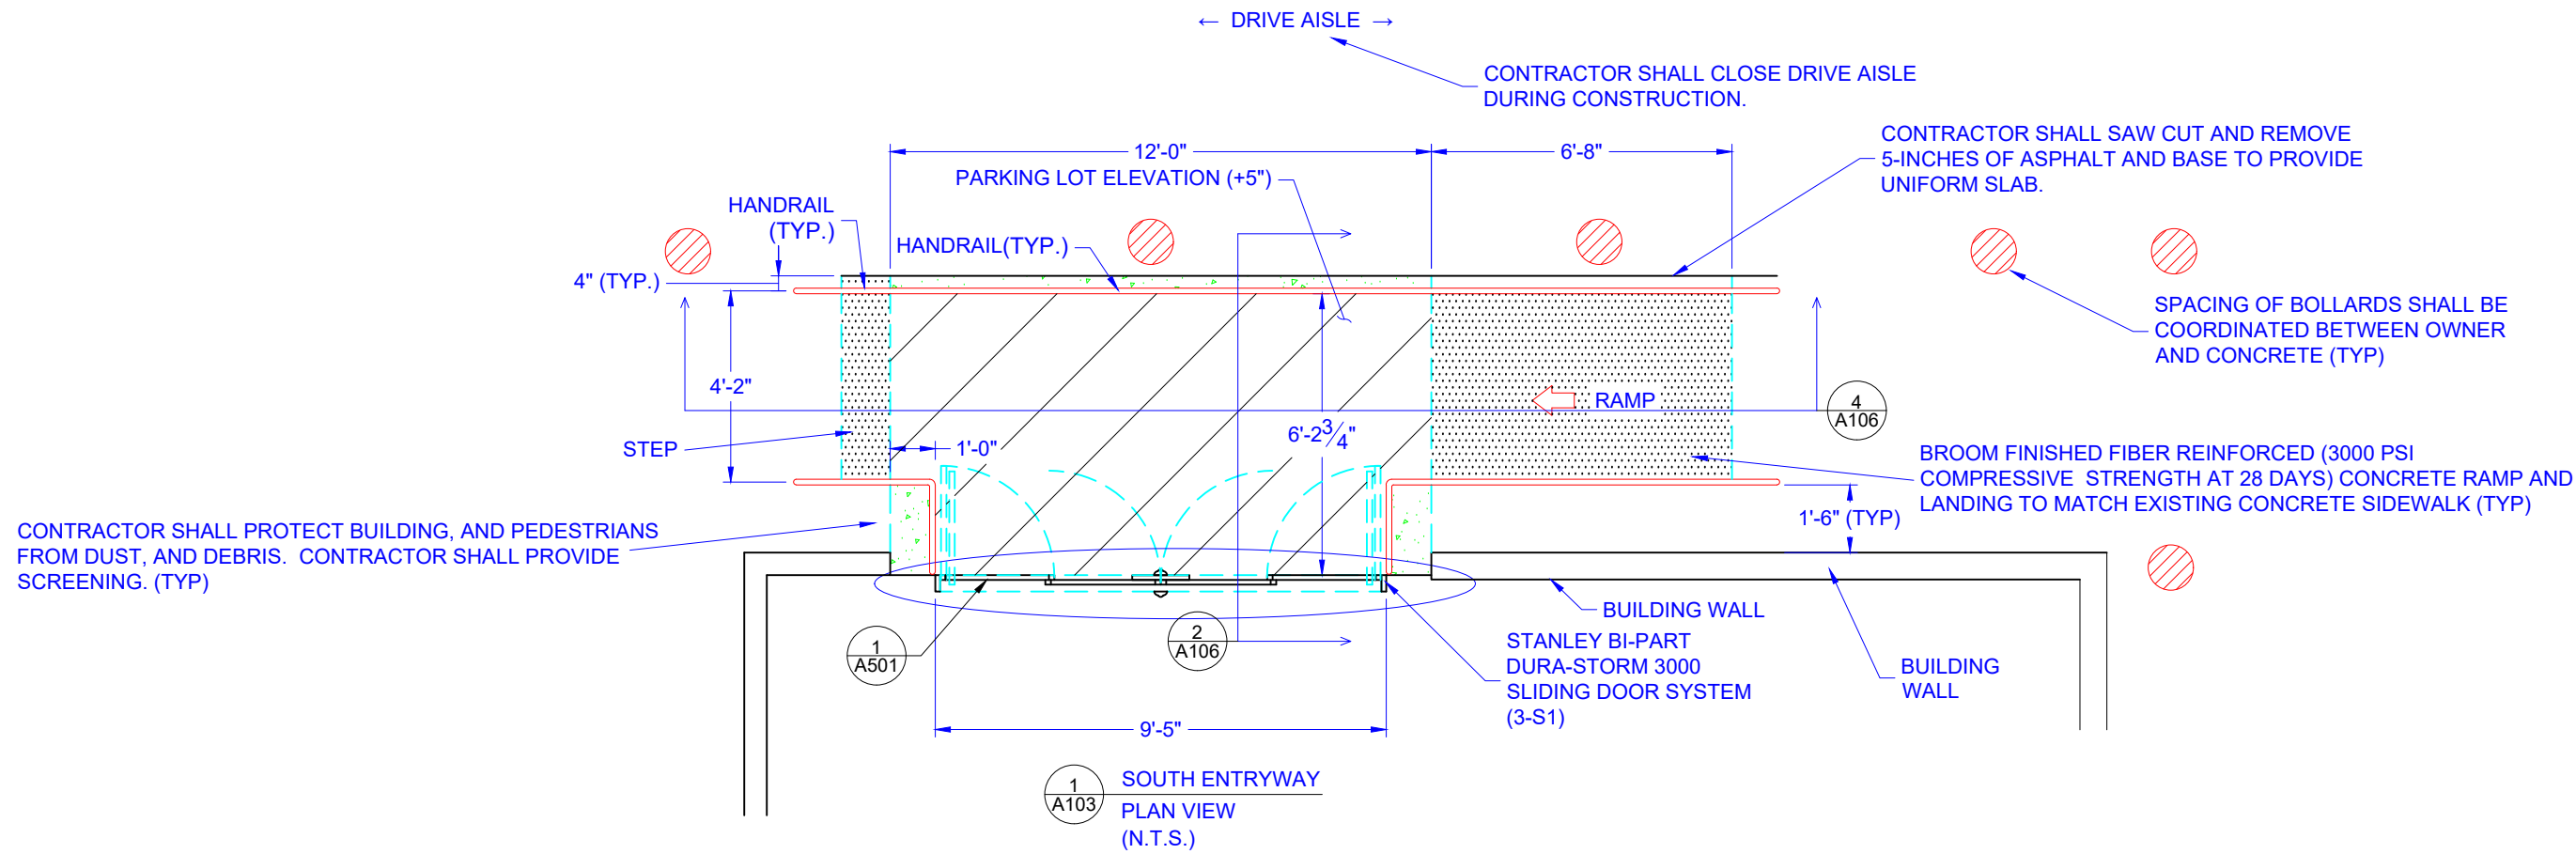 ← DRIVE AISLE →
CONTRACTOR SHALL CLOSE DRIVE AISLE
DURING CONSTRUCTION.
CONTRACTOR SHALL SAW CUT AND REMOVE
5-INCHES OF ASPHALT AND BASE TO PROVIDE
UNIFORM SLAB.
12'-0"
6'-8"
PARKING LOT ELEVATION (+5")
HANDRAIL
(TYP.)
HANDRAIL(TYP.)
4" (TYP.)
SPACING OF BOLLARDS SHALL BE
COORDINATED BETWEEN OWNER
AND CONCRETE (TYP)
4'-2"
RAMP
4
A106
STEP
1'-0"
6'-2 3/4"
BROOM FINISHED FIBER REINFORCED (3000 PSI
COMPRESSIVE STRENGTH AT 28 DAYS) CONCRETE RAMP AND
LANDING TO MATCH EXISTING CONCRETE SIDEWALK (TYP)
1'-6" (TYP)
CONTRACTOR SHALL PROTECT BUILDING, AND PEDESTRIANS
FROM DUST, AND DEBRIS. CONTRACTOR SHALL PROVIDE
SCREENING. (TYP)
BUILDING WALL
1
A501
2
A106
STANLEY BI-PART
DURA-STORM 3000
SLIDING DOOR SYSTEM
(3-S1)
BUILDING
WALL
9'-5"
1
A103
SOUTH ENTRYWAY
PLAN VIEW
(N.T.S.)